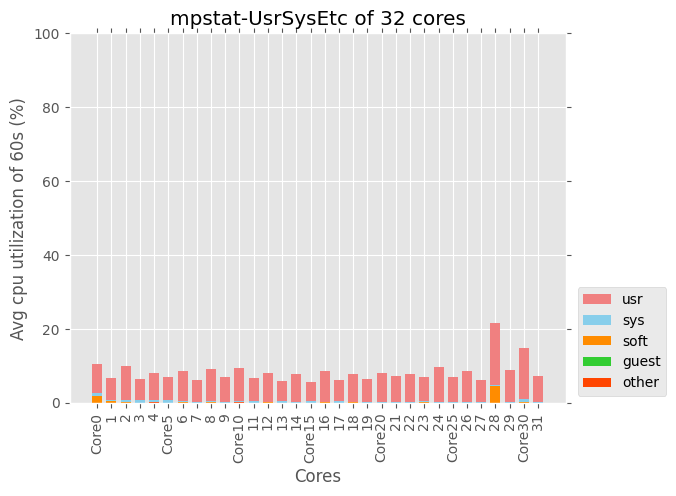 mpstat-UsrSysEtc of 32 cores
Avg cpu utilization of 60s (%)
100
80
60
40
20
0
Core0 1 2 3 4 Core5 6 7 8 9 Core10 11 12 13 14 Core15 16 17 18 19 Core20 21 22 23 24 Core25 26 27 28 29 Core30 31
Cores
usr
sys
soft
guest
other